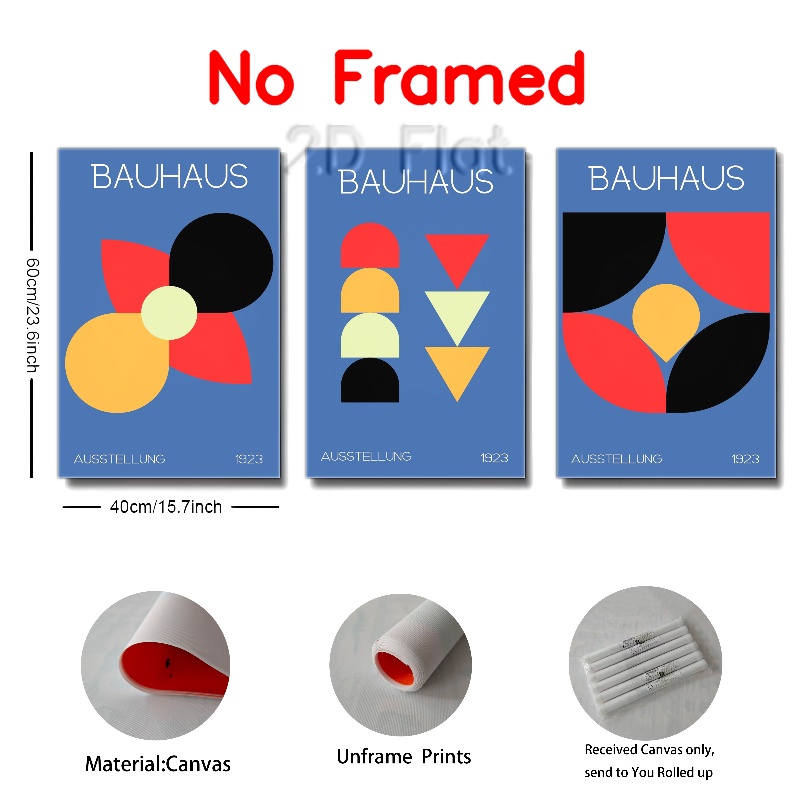 No Framed
2D Flat
BAUHAUS
BAUHAUS
BAUHAUS
60cm/23.6inch
AUSSTELLUNG 1923
AUSSTELLUNG 1923
AUSSTELLUNG 1923
40cm/15.7inch
Material:Canvas
Unframe Prints
Received Canvas only,
send to You Rolled up